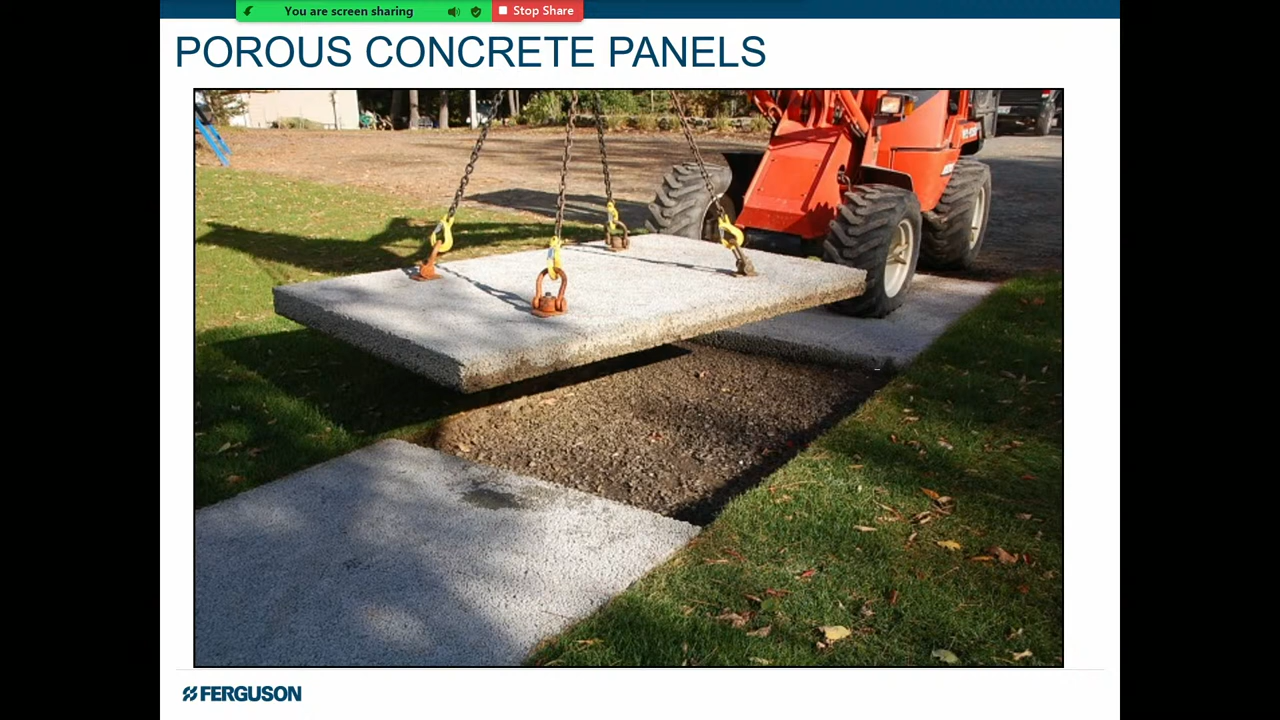 You are screen sharing
Stop Share
POROUS CONCRETE PANELS
FERGUSON